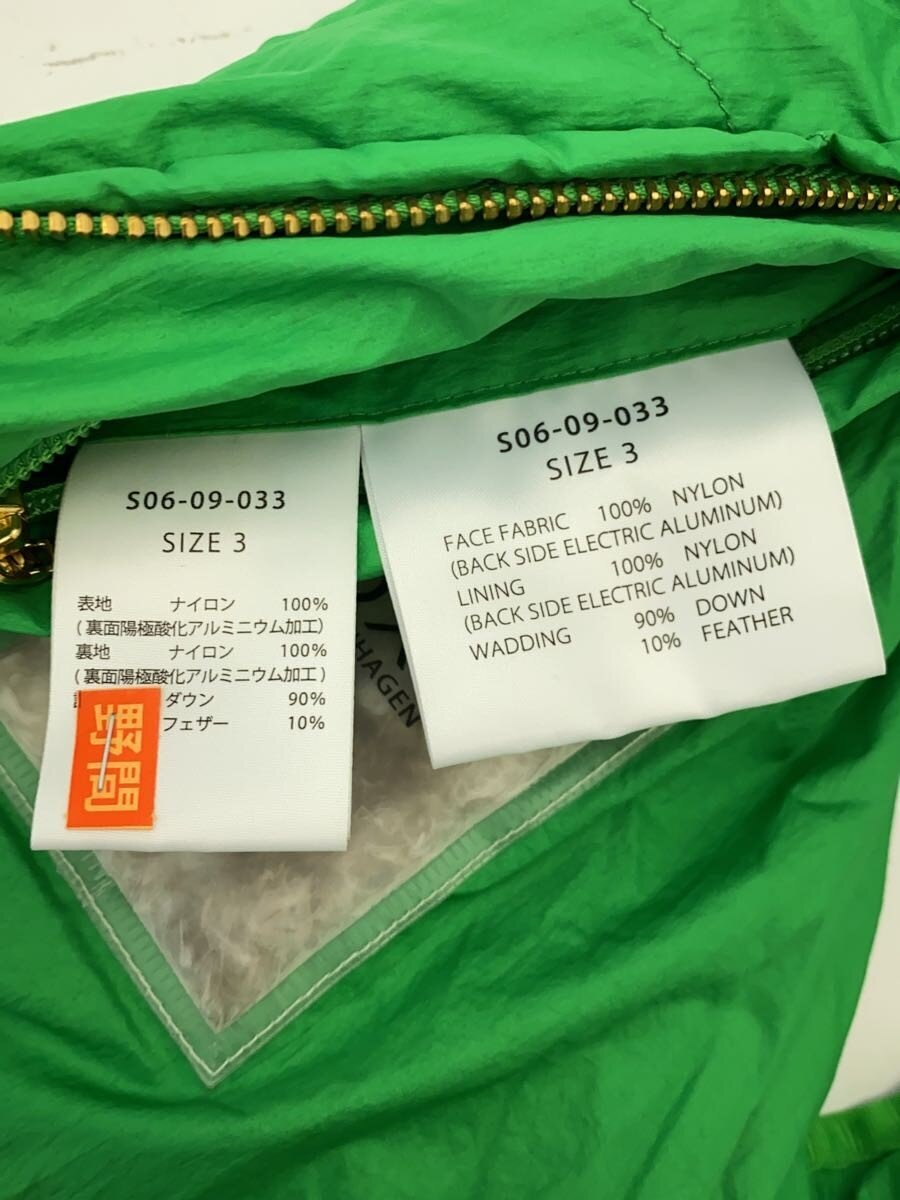 S06-09-033
SIZE 3
表地 ナイロン 100%
(裏面陽極酸化アルミニウム加工)
裏地 ナイロン 100%
(裏面陽極酸化アルミニウム加工)
ダウン 90%
フェザー 10%
野間
S06-09-033
SIZE 3
FACE FABRIC 100% NYLON
(BACK SIDE ELECTRIC ALUMINUM)
LINING 100% NYLON
(BACK SIDE ELECTRIC ALUMINUM)
WADDING 90% DOWN
10% FEATHER
HAGEN